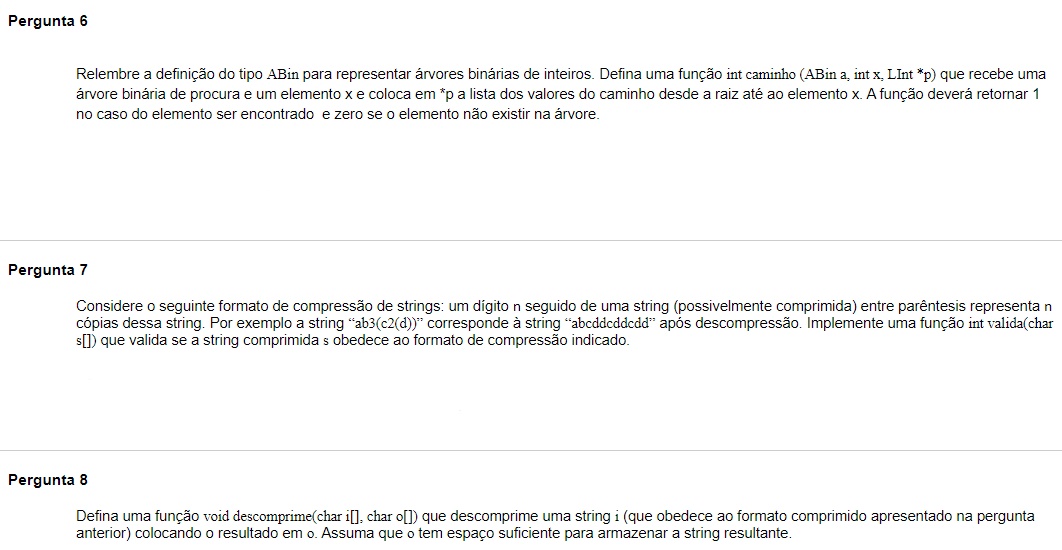 Pergunta 6
Relembre a definição do tipo ABin para representar árvores binárias de inteiros. Defina uma função int caminho (ABin a, int x, LInt *p) que recebe uma
árvore binária de procura e um elemento x e coloca em *p a lista dos valores do caminho desde a raiz até ao elemento x. A função deverá retornar 1
no caso do elemento ser encontrado e zero se o elemento não existir na árvore.
Pergunta 7
Considere o seguinte formato de compressão de strings: um dígito n seguido de uma string (possivelmente comprimida) entre parêntesis representa n
cópias dessa string. Por exemplo a string “ab3(c2(d))” corresponde à string “abcddcddcdd” após descompressão. Implemente uma função int valida(char
s[]) que valida se a string comprimida s obedece ao formato de compressão indicado.
Pergunta 8
Defina uma função void descomprime(char i[], char o[]) que descomprime uma string i (que obedece ao formato comprimido apresentado na pergunta
anterior) colocando o resultado em o. Assuma que o tem espaço suficiente para armazenar a string resultante.